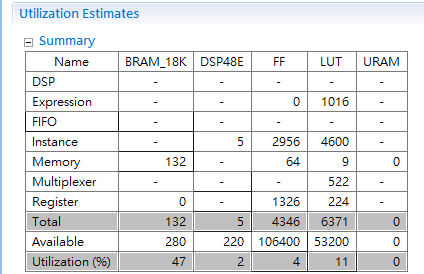 Utilization Estimates
Summary
Name BRAM_18K DSP48E FF LUT URAM
DSP - - - - -
Expression - - 0 1016 -
FIFO - - - - -
Instance - 5 2956 4600 -
Memory 132 - 64 9 0
Multiplexer - - - 522 -
Register 0 - 1326 224 -
Total 132 5 4346 6371 0
Available 280 220 106400 53200 0
Utilization (%) 47 2 4 11 0